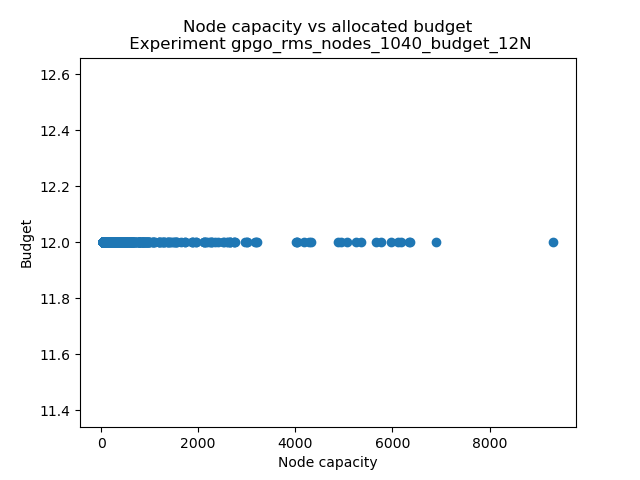 Node capacity vs allocated budget
Experiment gpgo_rms_nodes_1040_budget_12N
12.6
12.4
12.2
12.0
11.8
11.6
11.4
Budget
0 2000 4000 6000 8000
Node capacity